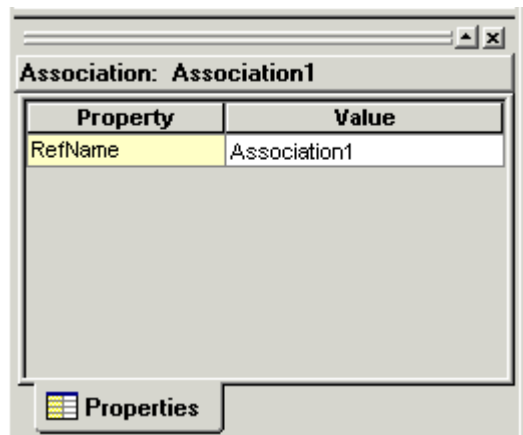 Association: Association1
Property Value
RefName Association1
Properties